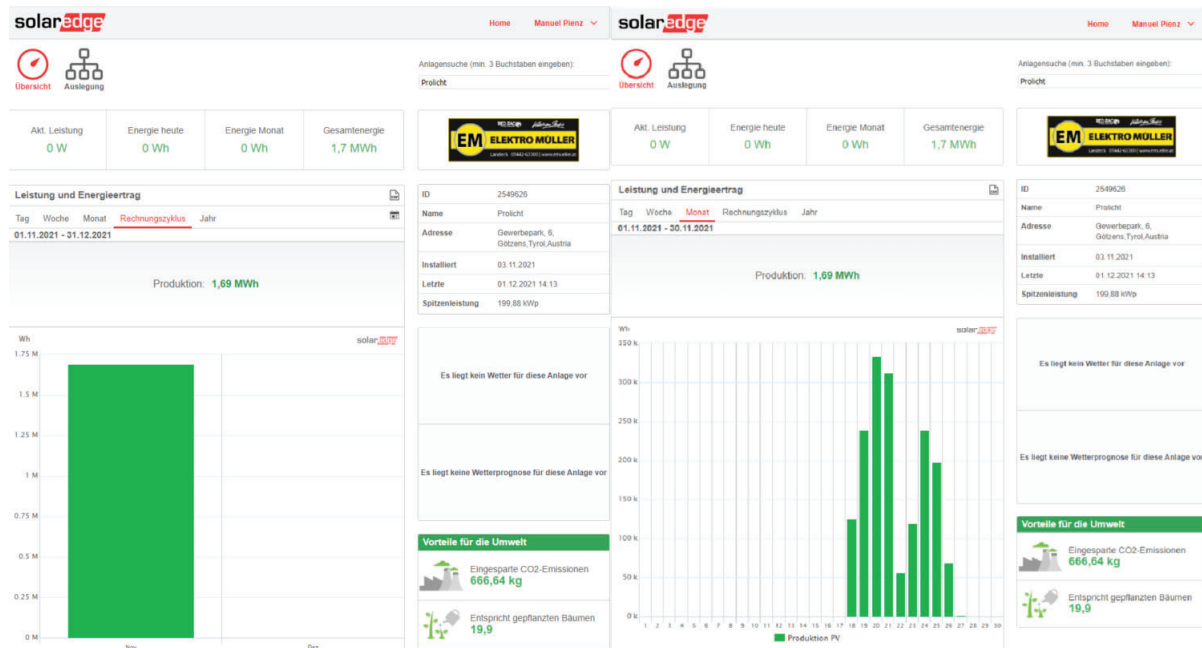 solaredge
Home Manuel Pienz
Übersicht Auslegung
Anlagensuche (min. 3 Buchstaben eingeben):
Prolicht
Akt. Leistung Energie heute Energie Monat Gesamtenergie
0 W 0 Wh 0 Wh 1,7 MWh
EM ELEKTRO MÜLLER
Leistung und Energieertrag
Tag Woche Monat Rechnungszyklus Jahr
01.11.2021 - 31.12.2021
Produktion: 1,69 MWh
Wh
solaredge
1.75 M
1.5 M
1.25 M
1 M
0.75 M
0.5 M
0.25 M
0 M
Nov Dez
ID 2549626
Name Prolicht
Adresse Gewerbepark, 6,
Götzens,Tyrol,Austria
Installiert 03.11.2021
Letzte 01.12.2021 14:13
Spitzenleistung 199,88 kWp
Es liegt kein Wetter für diese Anlage vor
Es liegt keine Wetterprognose für diese Anlage vor
Vorteile für die Umwelt
Eingesparte CO2-Emissionen
666,64 kg
Entspricht gepflanzten Bäumen
19,9
solaredge
Home Manuel Pienz
Übersicht Auslegung
Anlagensuche (min. 3 Buchstaben eingeben):
Prolicht
Akt. Leistung Energie heute Energie Monat Gesamtenergie
0 W 0 Wh 0 Wh 1,7 MWh
EM ELEKTRO MÜLLER
Leistung und Energieertrag
Tag Woche Monat Rechnungszyklus Jahr
01.11.2021 - 30.11.2021
Produktion: 1,69 MWh
Wh
solaredge
350 k
300 k
250 k
200 k
150 k
100 k
50 k
0 k
1 2 3 4 5 6 7 8 9 10 11 12 13 14 15 16 17 18 19 20 21 22 23 24 25 26 27 28 29 30
Produktion PV
ID 2549626
Name Prolicht
Adresse Gewerbepark, 6,
Götzens,Tyrol,Austria
Installiert 03.11.2021
Letzte 01.12.2021 14:13
Spitzenleistung 199,88 kWp
Es liegt kein Wetter für diese Anlage vor
Es liegt keine Wetterprognose für diese Anlage vor
Vorteile für die Umwelt
Eingesparte CO2-Emissionen
666,64 kg
Entspricht gepflanzten Bäumen
19,9